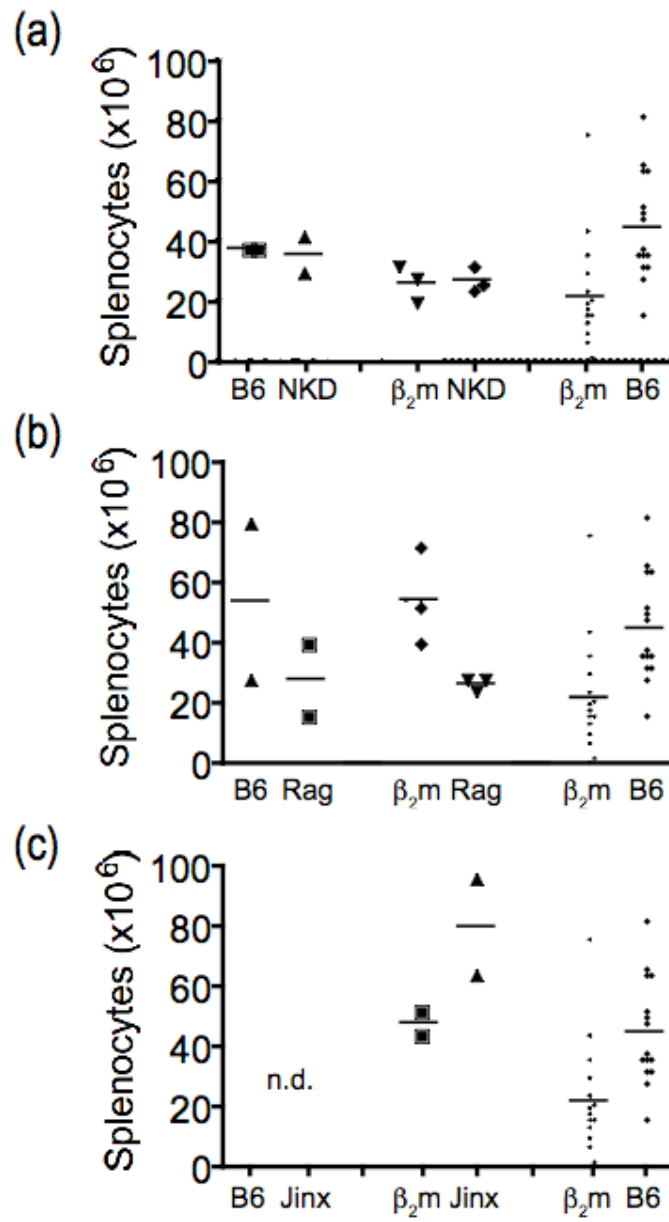 (a)
Splenocytes (x10⁶)
100
80
60
40
20
0
B6 NKD β₂m NKD β₂m B6
(b)
Splenocytes (x10⁶)
100
80
60
40
20
0
B6 Rag β₂m Rag β₂m B6
(c)
Splenocytes (x10⁶)
100
80
60
40
20
0
n.d.
B6 Jinx β₂m Jinx β₂m B6